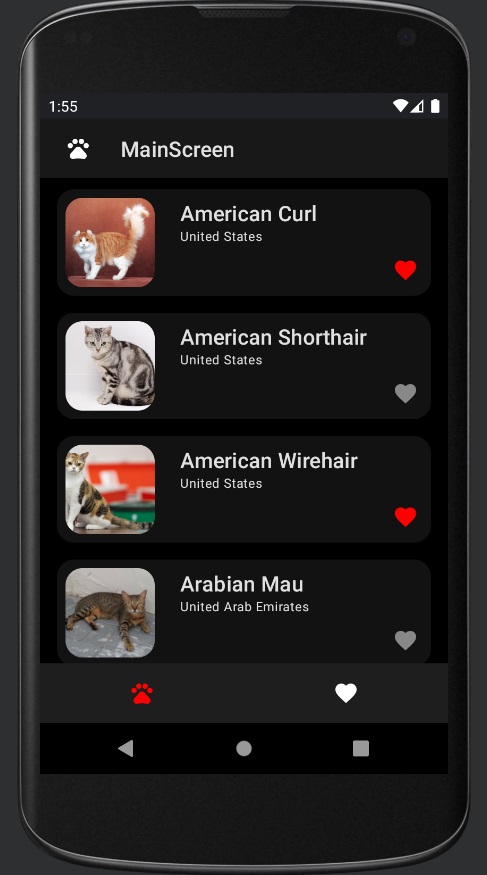 1:55
MainScreen
American Curl
United States
American Shorthair
United States
American Wirehair
United States
Arabian Mau
United Arab Emirates